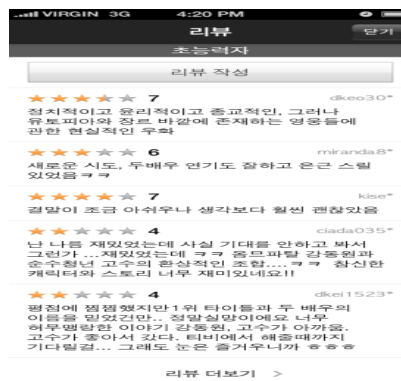 VIRGIN 3G 4:20 PM
리뷰 닫기
초능력자
리뷰 작성
★★★★★ 7 dkeo30*
정치적이고 윤리적이고 종교적인, 그러나
유토피아와 장르 바깥에 존재하는 영웅들에
관한 현실적인 우화
★★★★★ 6 miranda8*
새로운 시도, 두배우 연기도 잘하고 은근 스릴
있었음ㅋㅋ
★★★★★ 7 kise*
결말이 조금 아쉬우나 생각보다 훨씬 괜찮았음
★★★★★ 4 ciada035*
난 나름 재밌었는데 사실 기대를 안하고 봐서
그런가...재밌었는데 ㅋㅋ 옴므파탈 강동원과
순수청년 고수의 환상적인 조합....ㅋㅋ 참신한
캐릭터와 스토리 너무 재미있네요!!
★★★★★ 4 dkei1523*
평점에 찜찜했지만1위 타이틀과 두 배우의
이름을 믿었건만.. 정말실망이에요 너무
허무맹랑한 이야기 강동원, 고수가 아까움.
고수가 좋아서 갔다. 티비에서 해줄때까지
기다릴걸... 그래도 눈은 즐거우니까 ㅎㅎㅎ
리뷰 더보기 >